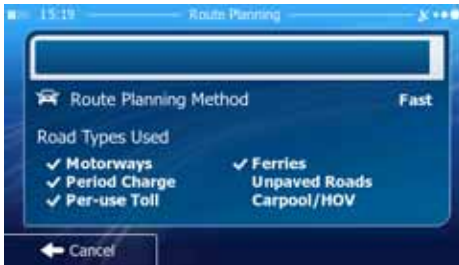 15:19 Route Planning
Route Planning Method Fast
Road Types Used
Motorways Ferries
Period Charge Unpaved Roads
Per-use Toll Carpool/HOV
Cancel